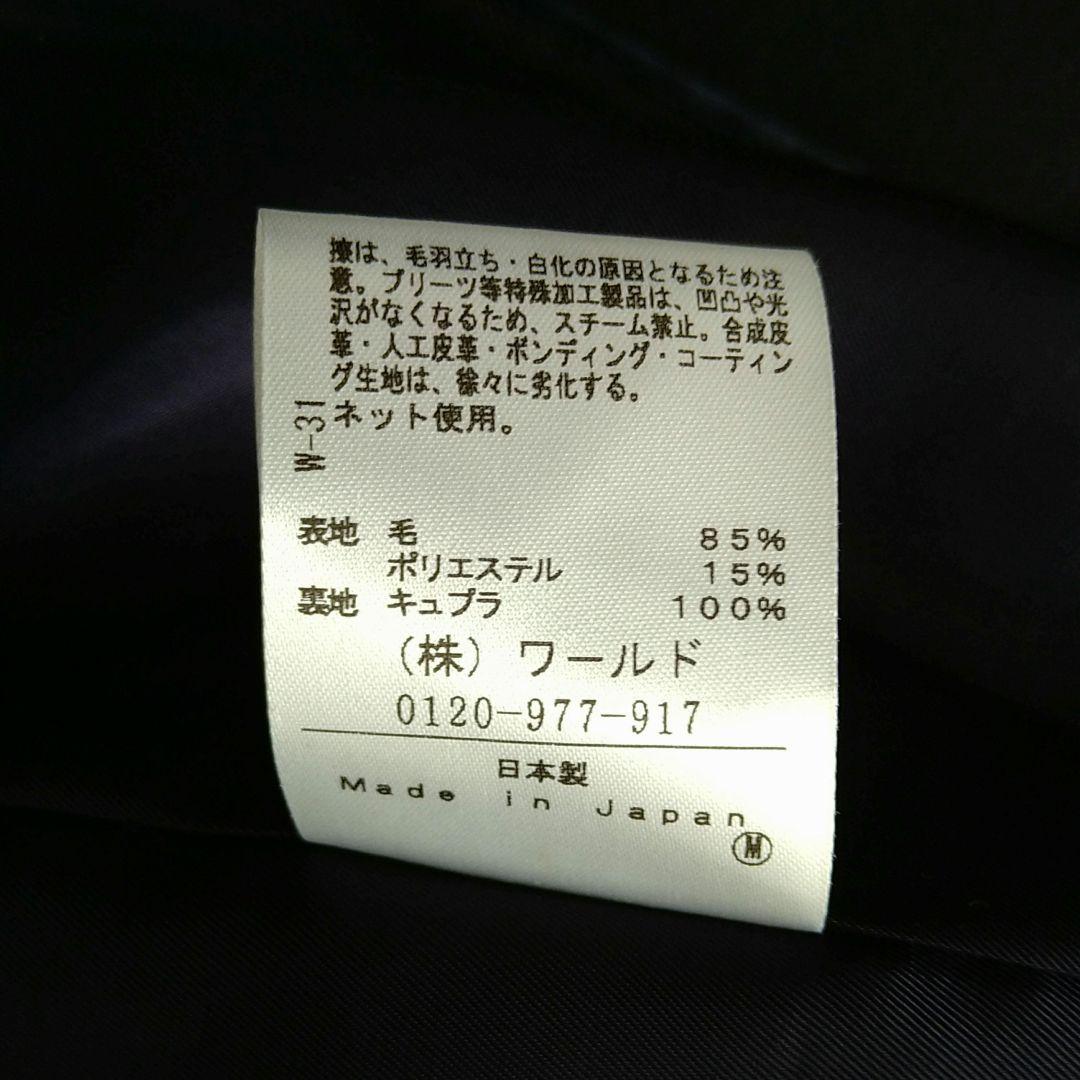 擦は、毛羽立ち・白化の原因となるため注
意。プリーツ等特殊加工製品は、凹凸や光
沢がなくなるため、スチーム禁止。合成皮
革・人工皮革・ボンディング・コーティン
グ生地は、徐々に劣化する。
ネット使用。
W-31
表地 毛 85%
ポリエステル 15%
裏地 キュプラ 100%
(株) ワールド
0120-977-917
日本製
Made in Japan
Ⓜ